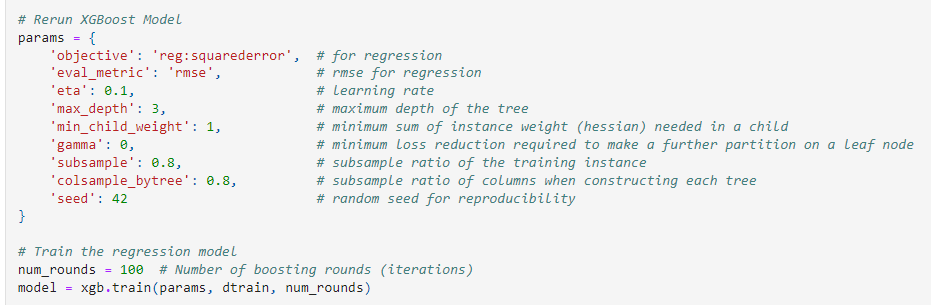 # Rerun XGBoost Model
params = {
    'objective': 'reg:squarederror',  # for regression
    'eval_metric': 'rmse',            # rmse for regression
    'eta': 0.1,                       # learning rate
    'max_depth': 3,                   # maximum depth of the tree
    'min_child_weight': 1,            # minimum sum of instance weight (hessian) needed in a child
    'gamma': 0,                       # minimum loss reduction required to make a further partition on a leaf node
    'subsample': 0.8,                 # subsample ratio of the training instance
    'colsample_bytree': 0.8,          # subsample ratio of columns when constructing each tree
    'seed': 42                        # random seed for reproducibility
}

# Train the regression model
num_rounds = 100  # Number of boosting rounds (iterations)
model = xgb.train(params, dtrain, num_rounds)